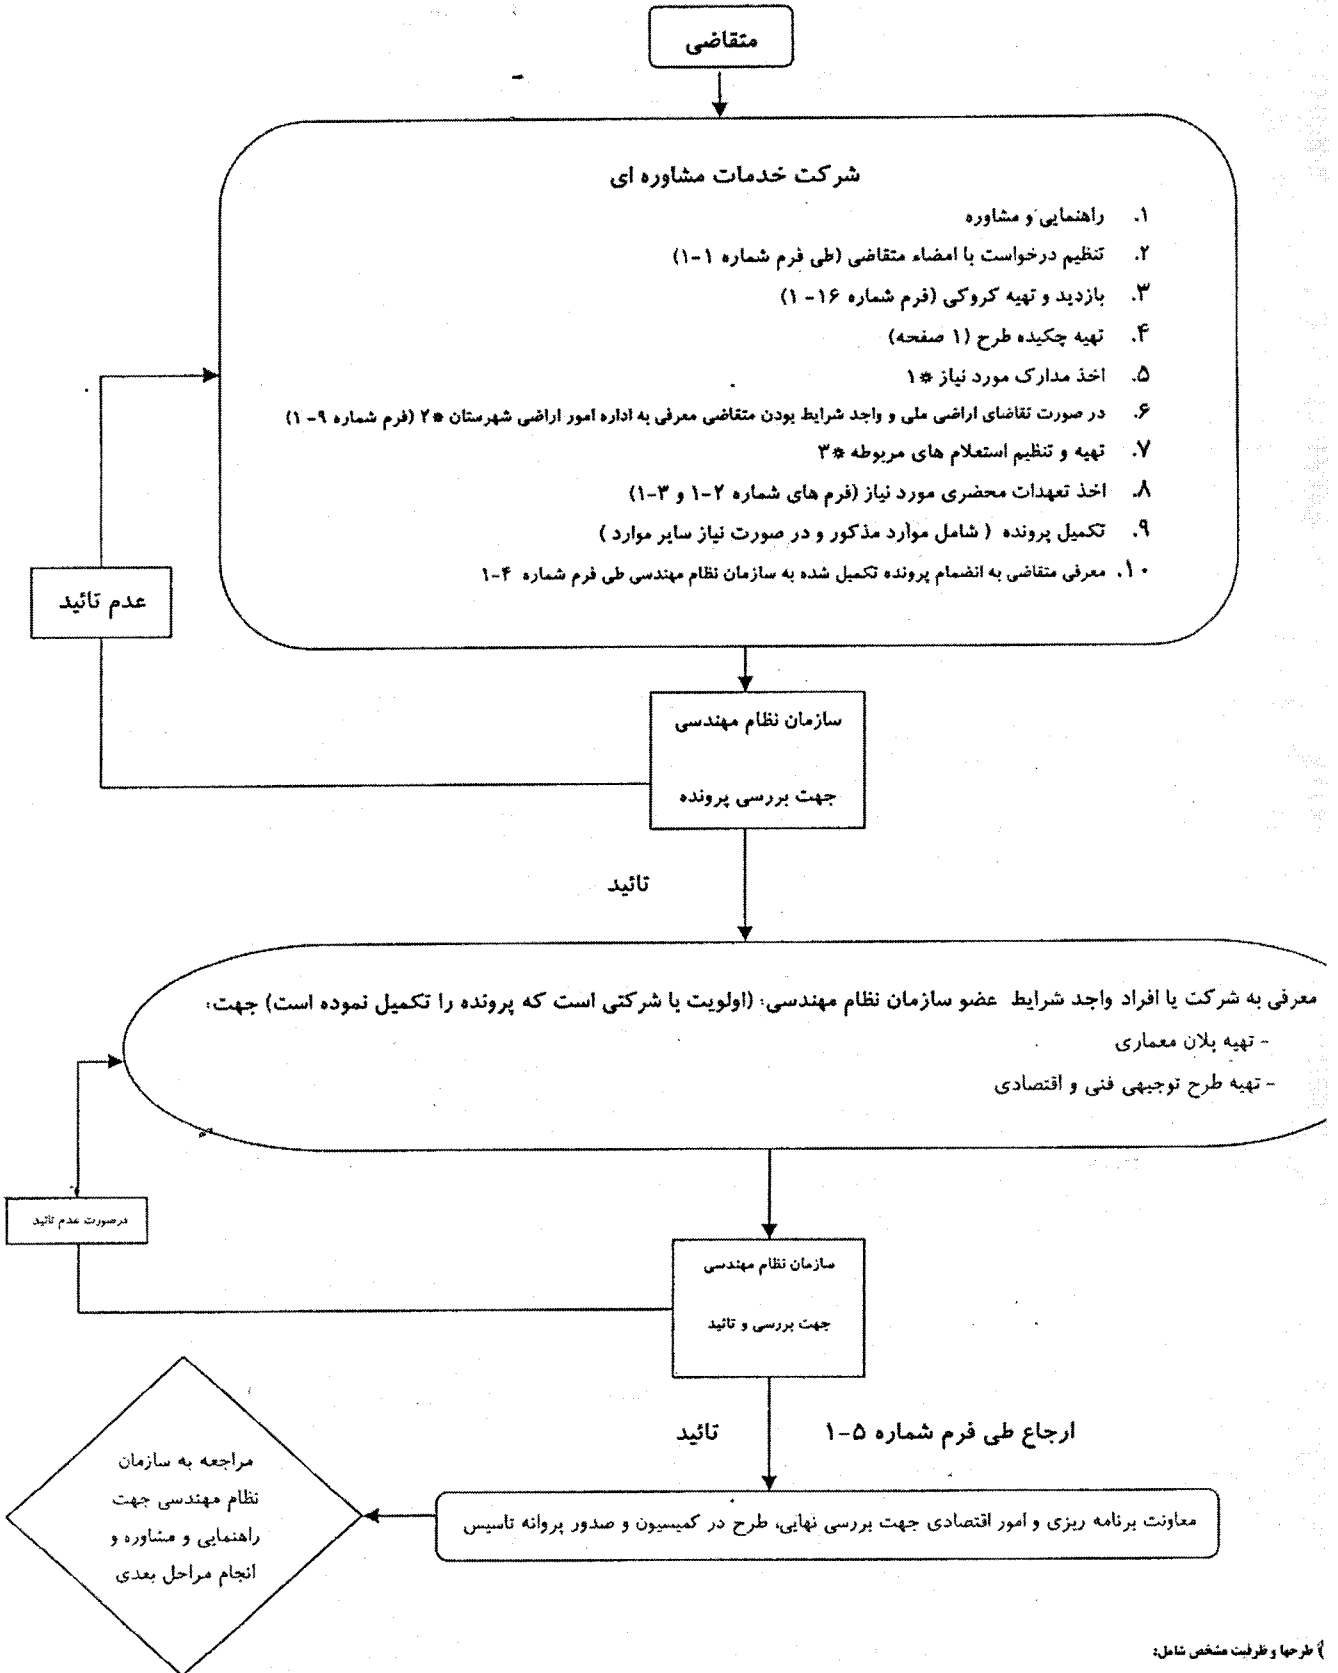 متقاضی
شرکت خدمات مشاوره ای
۱. راهنمایی و مشاوره
۲. تنظیم درخواست با امضاء متقاضی (طی فرم شماره ۱-۱)
۳. بازدید و تهیه کروکی (فرم شماره ۱۶-۱)
۴. تهیه چکیده طرح (۱ صفحه)
۵. اخذ مدارک مورد نیاز *۱
۶. در صورت تقاضای اراضی ملی و واجد شرایط بودن متقاضی معرفی به اداره امور اراضی شهرستان *۲ (فرم شماره ۹-۱)
۷. تهیه و تنظیم استعلام های مربوطه *۳
۸. اخذ تعهدات محضری مورد نیاز (فرم های شماره ۲-۱ و ۳-۱)
۹. تکمیل پرونده ( شامل موارد مذکور و در صورت نیاز سایر موارد )
۱۰. معرفی متقاضی به انضمام پرونده تکمیل شده به سازمان نظام مهندسی طی فرم شماره ۴-۱
عدم تائید
سازمان نظام مهندسی
جهت بررسی پرونده
تائید
معرفی به شرکت یا افراد واجد شرایط عضو سازمان نظام مهندسی: (اولویت با شرکتی است که پرونده را تکمیل نموده است) جهت:
- تهیه پلان معماری
- تهیه طرح توجیهی فنی و اقتصادی
درصورت عدم تائید
سازمان نظام مهندسی
جهت بررسی و تائید
ارجاع طی فرم شماره ۵-۱
تائید
معاونت برنامه ریزی و امور اقتصادی جهت بررسی نهایی، طرح در کمیسیون و صدور پروانه تاسیس
مراجعه به سازمان
نظام مهندسی جهت
راهنمایی و مشاوره و
انجام مراحل بعدی
طرحها و ظرفیت مشخص شامل: